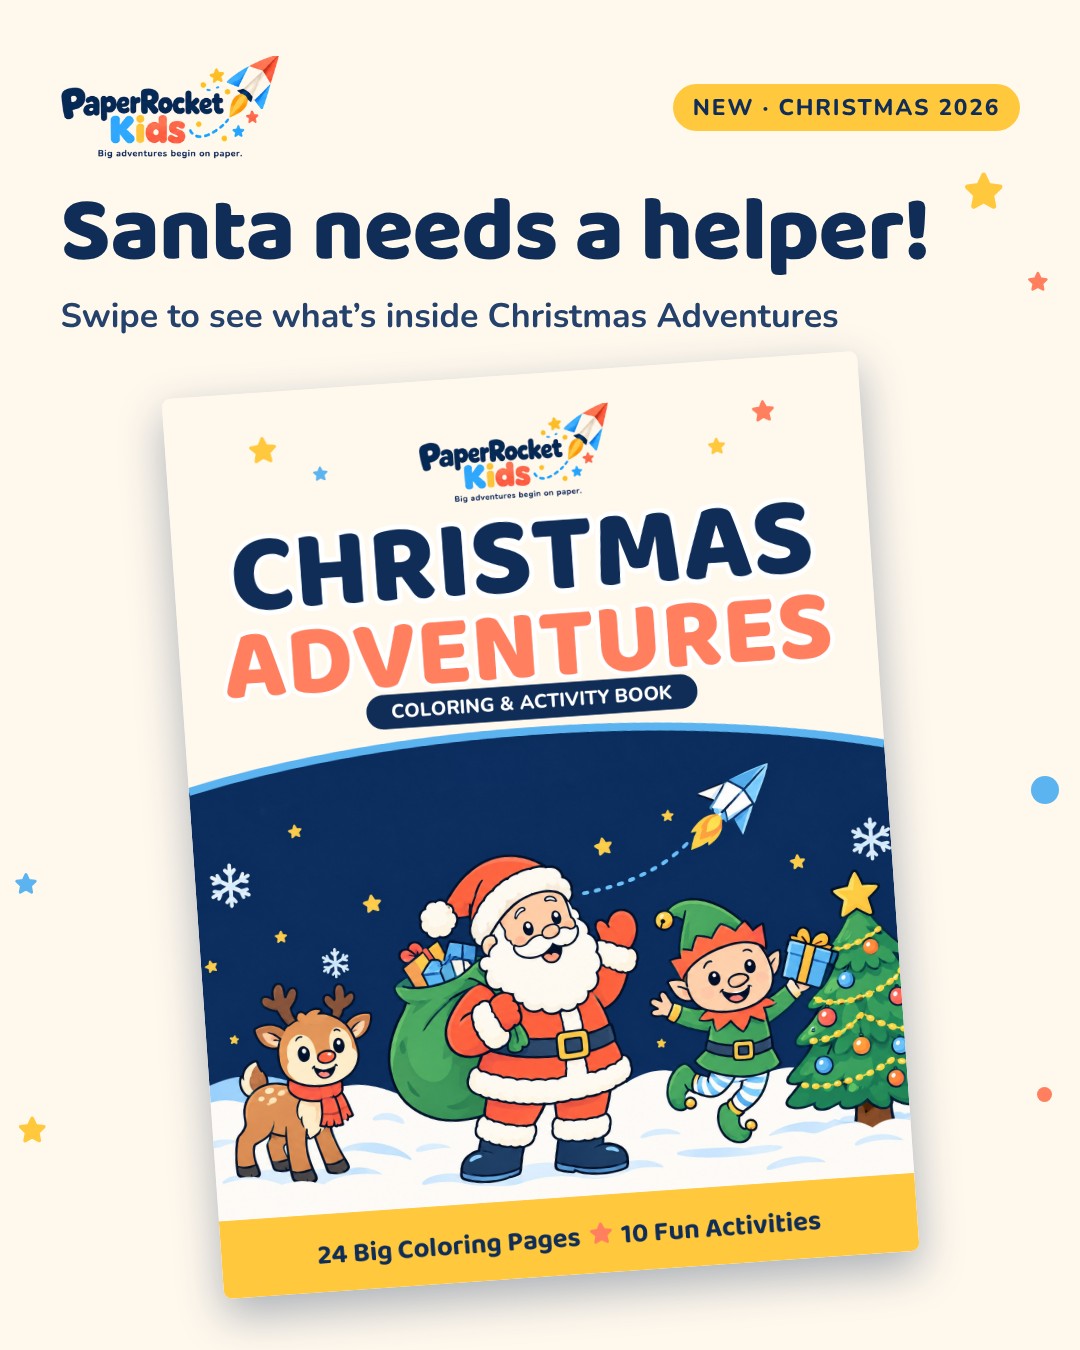 PaperRocket
Kids
Big adventures begin on paper.
NEW · CHRISTMAS 2026
Santa needs a helper!
Swipe to see what’s inside Christmas Adventures
PaperRocket
Kids
Big adventures begin on paper.
CHRISTMAS
ADVENTURES
COLORING & ACTIVITY BOOK
24 Big Coloring Pages ★ 10 Fun Activities